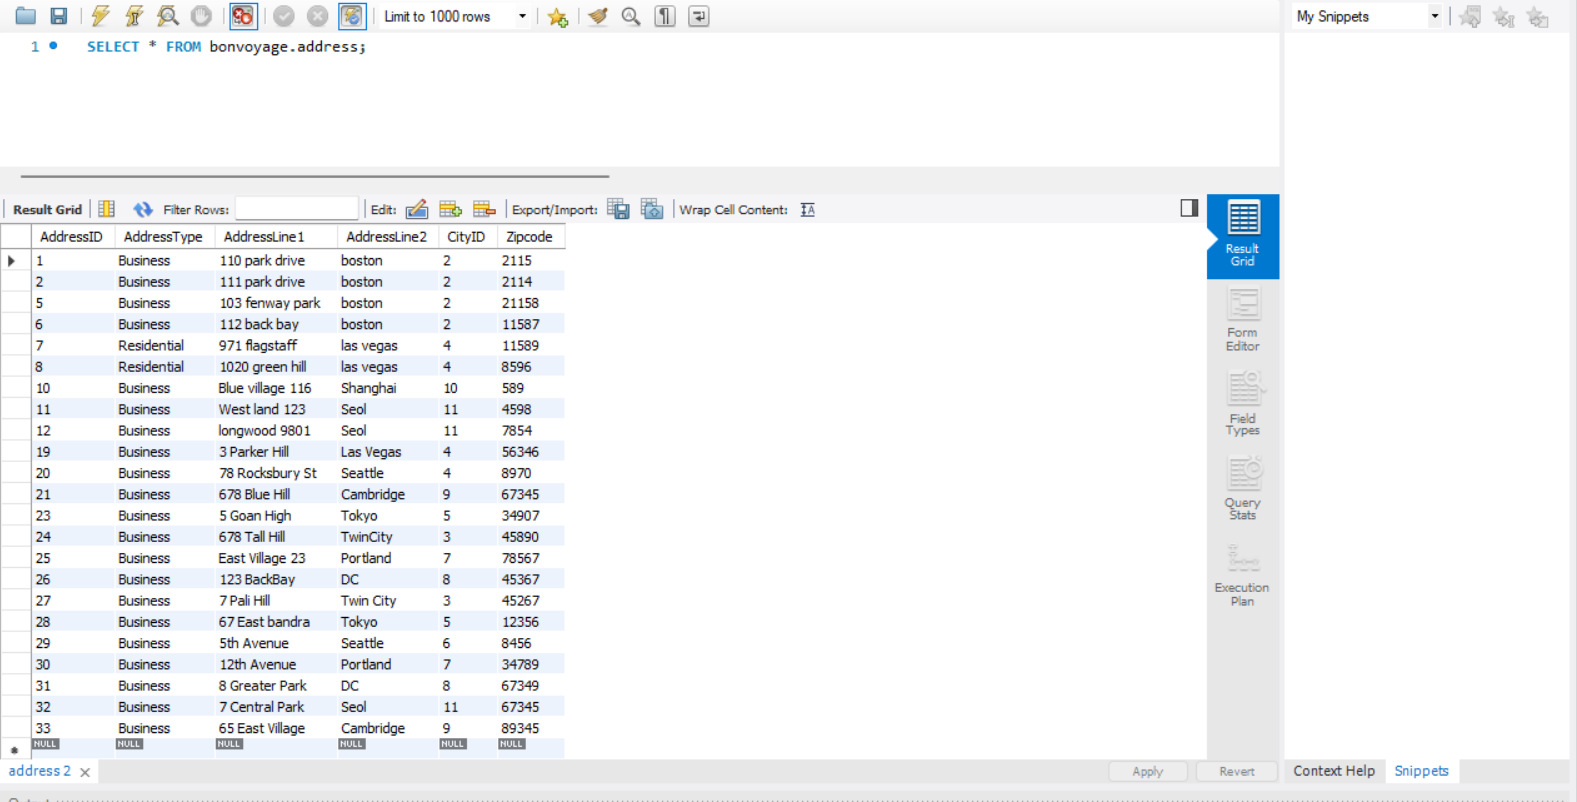 Limit to 1000 rows
My Snippets
1 SELECT * FROM bonvoyage.address;
Result Grid Filter Rows: Edit: Export/Import: Wrap Cell Content:
AddressID AddressType AddressLine1 AddressLine2 CityID Zipcode
1 Business 110 park drive boston 2 2115
2 Business 111 park drive boston 2 2114
5 Business 103 fenway park boston 2 21158
6 Business 112 back bay boston 2 11587
7 Residential 971 flagstaff las vegas 4 11589
8 Residential 1020 green hill las vegas 4 8596
10 Business Blue village 116 Shanghai 10 589
11 Business West land 123 Seol 11 4598
12 Business longwood 9801 Seol 11 7854
19 Business 3 Parker Hill Las Vegas 4 56346
20 Business 78 Rocksbury St Seattle 4 8970
21 Business 678 Blue Hill Cambridge 9 67345
23 Business 5 Goan High Tokyo 5 34907
24 Business 678 Tall Hill TwinCity 3 45890
25 Business East Village 23 Portland 7 78567
26 Business 123 BackBay DC 8 45367
27 Business 7 Pali Hill Twin City 3 45267
28 Business 67 East bandra Tokyo 5 12356
29 Business 5th Avenue Seattle 6 8456
30 Business 12th Avenue Portland 7 34789
31 Business 8 Greater Park DC 8 67349
32 Business 7 Central Park Seol 11 67345
33 Business 65 East Village Cambridge 9 89345
NULL NULL NULL NULL NULL NULL
Result
Grid
Form
Editor
Field
Types
Query
Stats
Execution
Plan
address 2
Apply Revert
Context Help Snippets